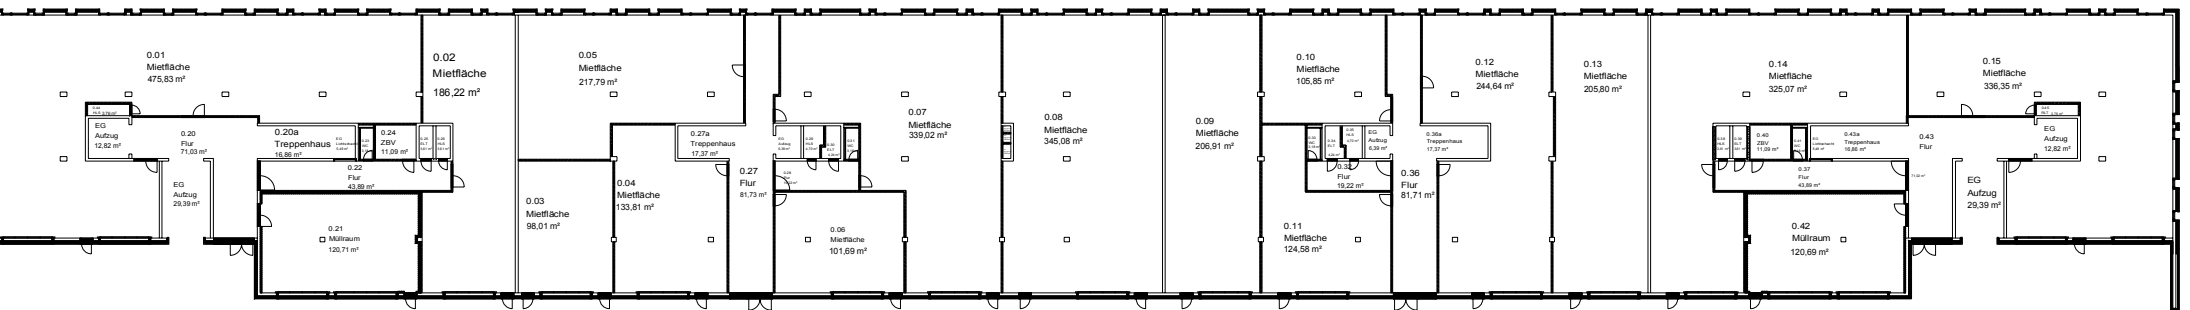 0.01
Mietfläche
475,83 m²
0.02
Mietfläche
186,22 m²
0.05
Mietfläche
217,79 m²
0.07
Mietfläche
339,02 m²
0.08
Mietfläche
345,08 m²
0.09
Mietfläche
206,91 m²
0.10
Mietfläche
105,85 m²
0.12
Mietfläche
244,64 m²
0.13
Mietfläche
205,80 m²
0.14
Mietfläche
325,07 m²
0.15
Mietfläche
336,35 m²
EG
Aufzug
12,82 m²
0.20
Flur
71,03 m²
0.20a
Treppenhaus
16,86 m²
0.24
ZBV
11,09 m²
0.22
Flur
43,89 m²
EG
Aufzug
29,39 m²
0.21
Müllraum
120,71 m²
0.03
Mietfläche
98,01 m²
0.04
Mietfläche
133,81 m²
0.27a
Treppenhaus
17,37 m²
0.27
Flur
81,73 m²
0.06
Mietfläche
101,69 m²
EG
Aufzug
6,39 m²
Flur
19,22 m²
0.11
Mietfläche
124,58 m²
0.36
Flur
81,71 m²
0.36a
Treppenhaus
17,37 m²
0.40
ZBV
11,09 m²
0.43a
Treppenhaus
16,86 m²
0.37
Flur
43,89 m²
0.43
Flur
EG
Aufzug
12,82 m²
EG
Aufzug
29,39 m²
0.42
Müllraum
120,69 m²